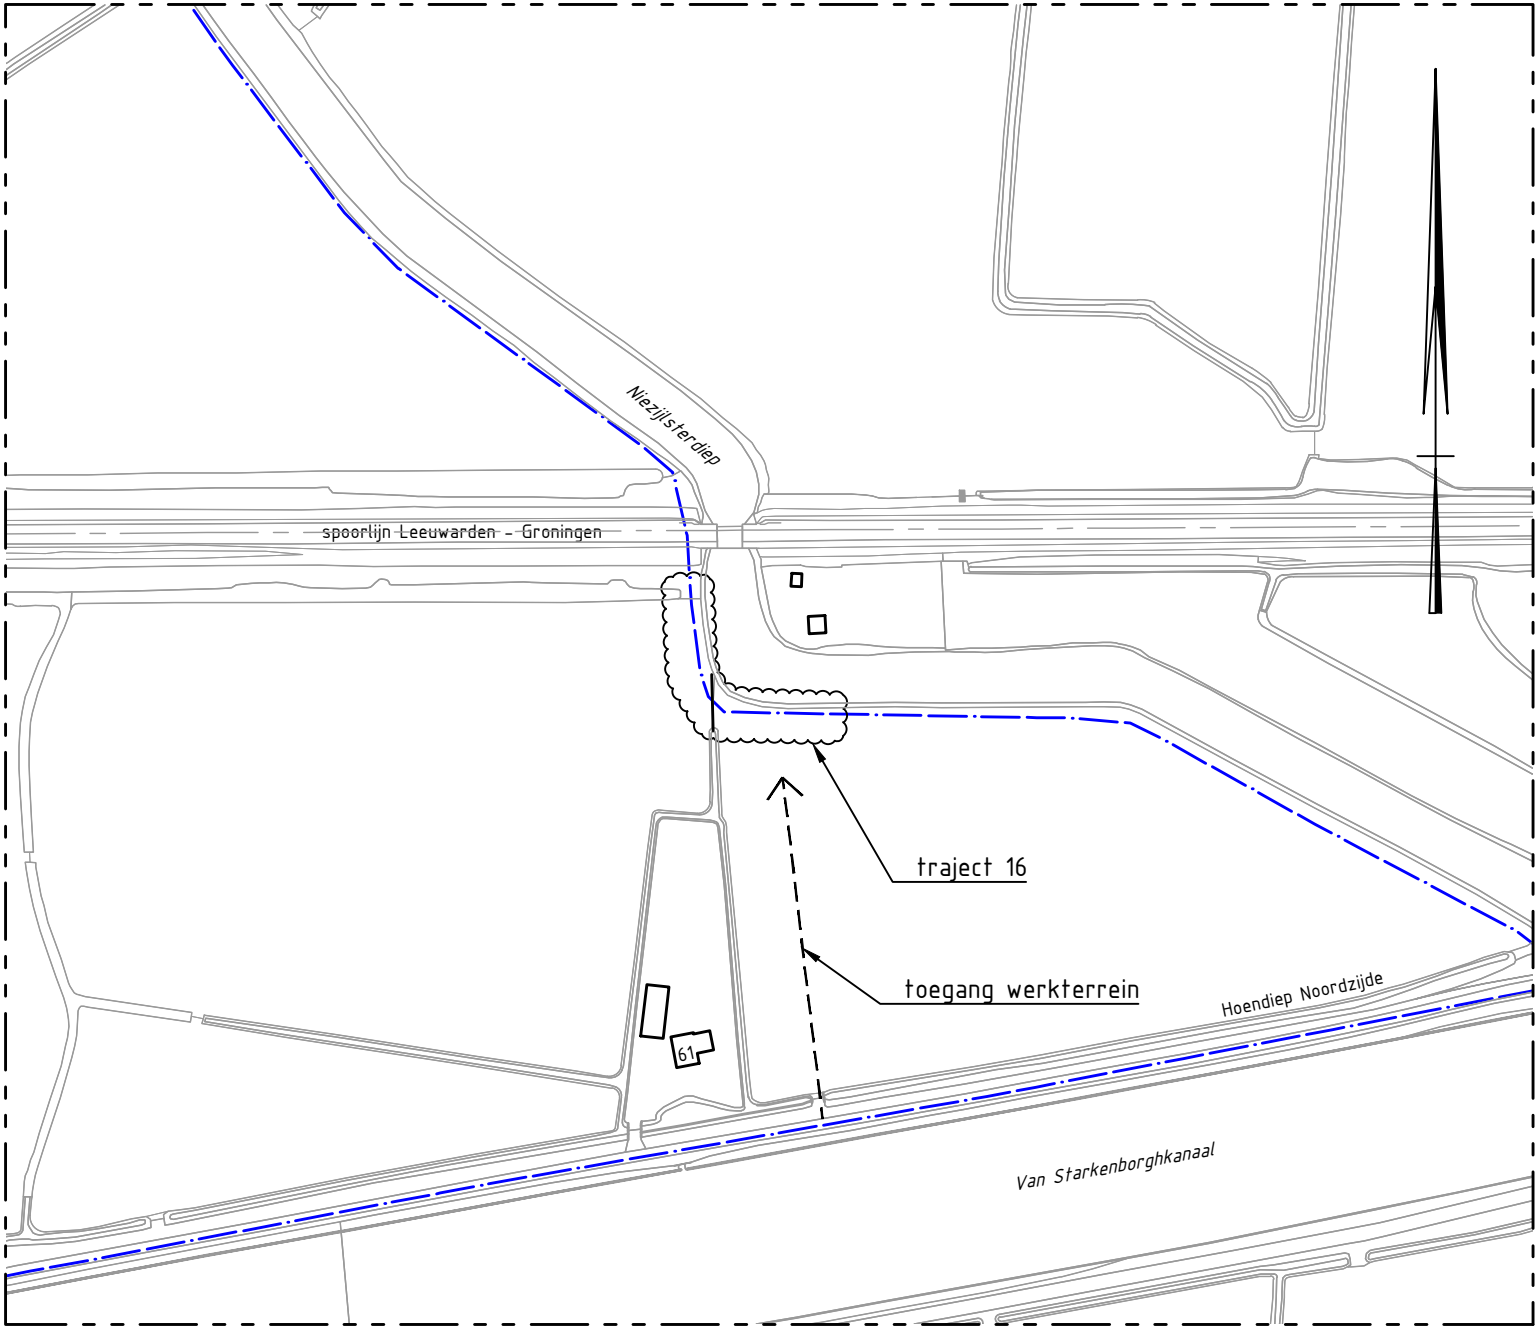 Niezijlsterdiep
spoorlijn Leeuwarden - Groningen
traject 16
toegang werkterrein
Hoendiep Noordzijde
61
Van Starkenborghkanaal